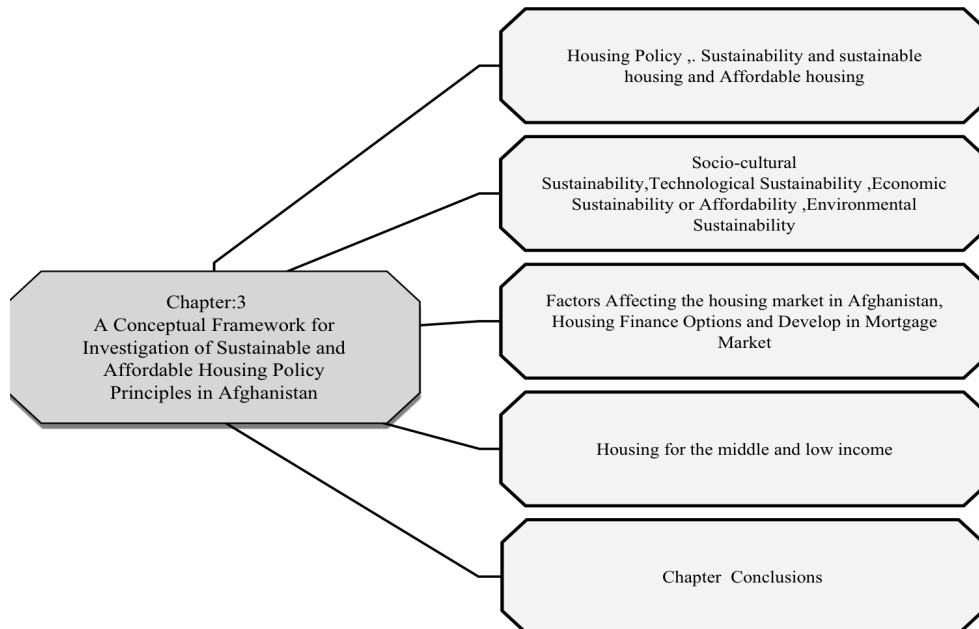 Housing Policy ,. Sustainability and sustainable
housing and Affordable housing
Socio-cultural
Sustainability,Technological Sustainability ,Economic
Sustainability or Affordability ,Environmental
Sustainability
Chapter:3
A Conceptual Framework for
Investigation of Sustainable and
Affordable Housing Policy
Principles in Afghanistan
Factors Affecting the housing market in Afghanistan,
Housing Finance Options and Develop in Mortgage
Market
Housing for the middle and low income
Chapter Conclusions